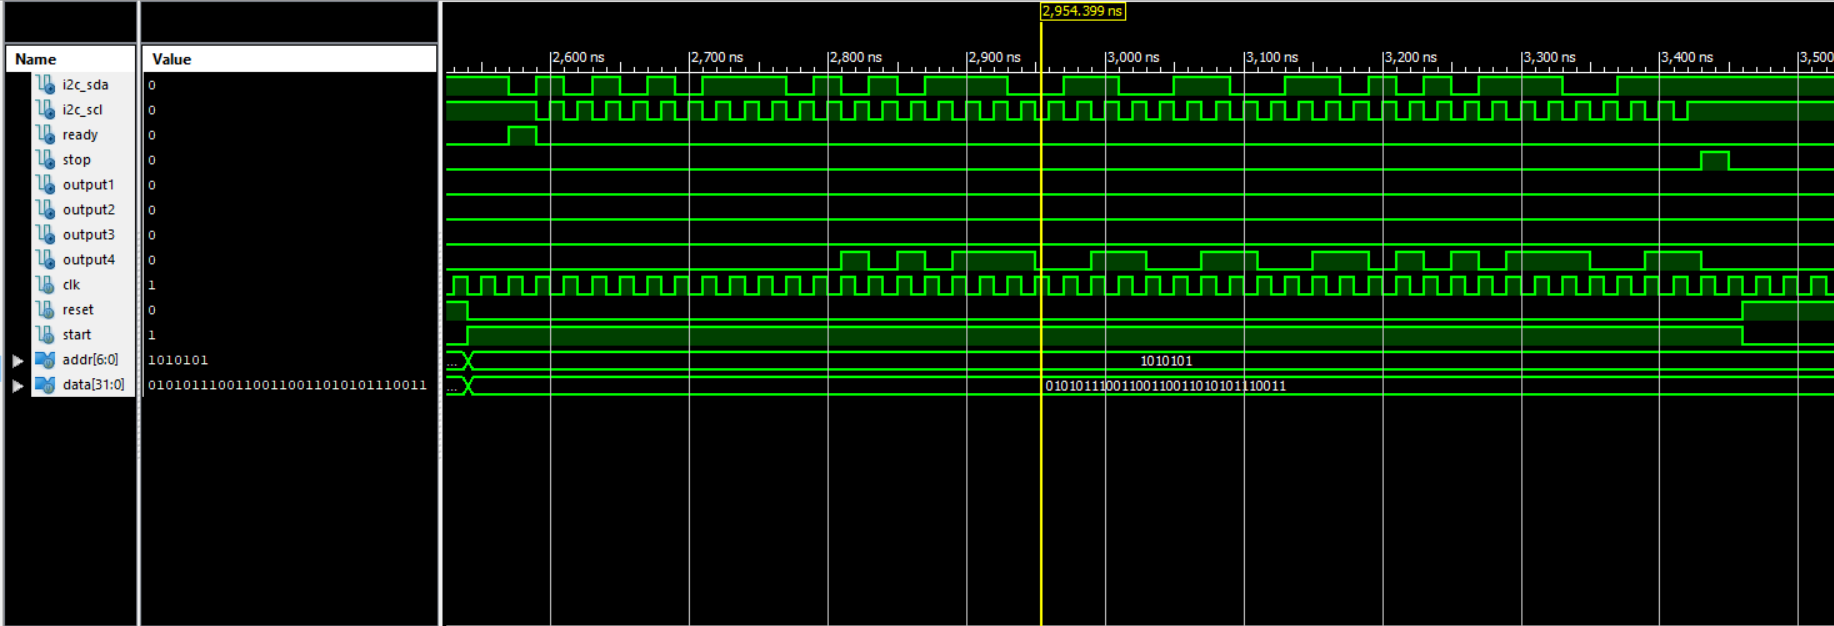 2,954.399 ns
2,600 ns 2,700 ns 2,800 ns 2,900 ns 3,000 ns 3,100 ns 3,200 ns 3,300 ns 3,400 ns 3,500
Name Value
i2c_sda 0
i2c_scl 0
ready 0
stop 0
output1 0
output2 0
output3 0
output4 0
clk 1
reset 0
start 1
addr[6:0] 1010101 ... 1010101
data[31:0] 01010111001100110011010101110011 ... 01010111001100110011010101110011